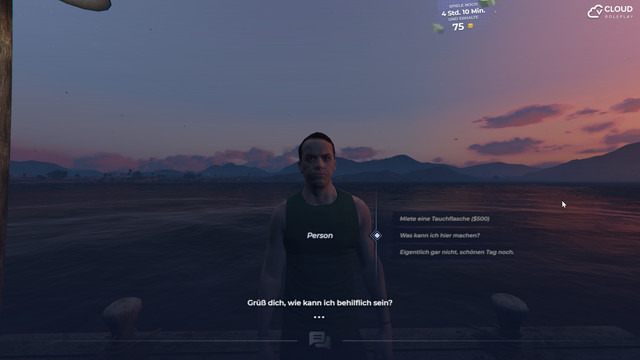 SPIELE NOCH
4 Std. 10 Min.
UND ERHALTE
75
CLOUD
ROLEPLAY
Miete eine Tauchflasche ($500)
Person
Was kann ich hier machen?
Eigentlich gar nicht, schönen Tag noch.
Grüß dich, wie kann ich behilflich sein?
...